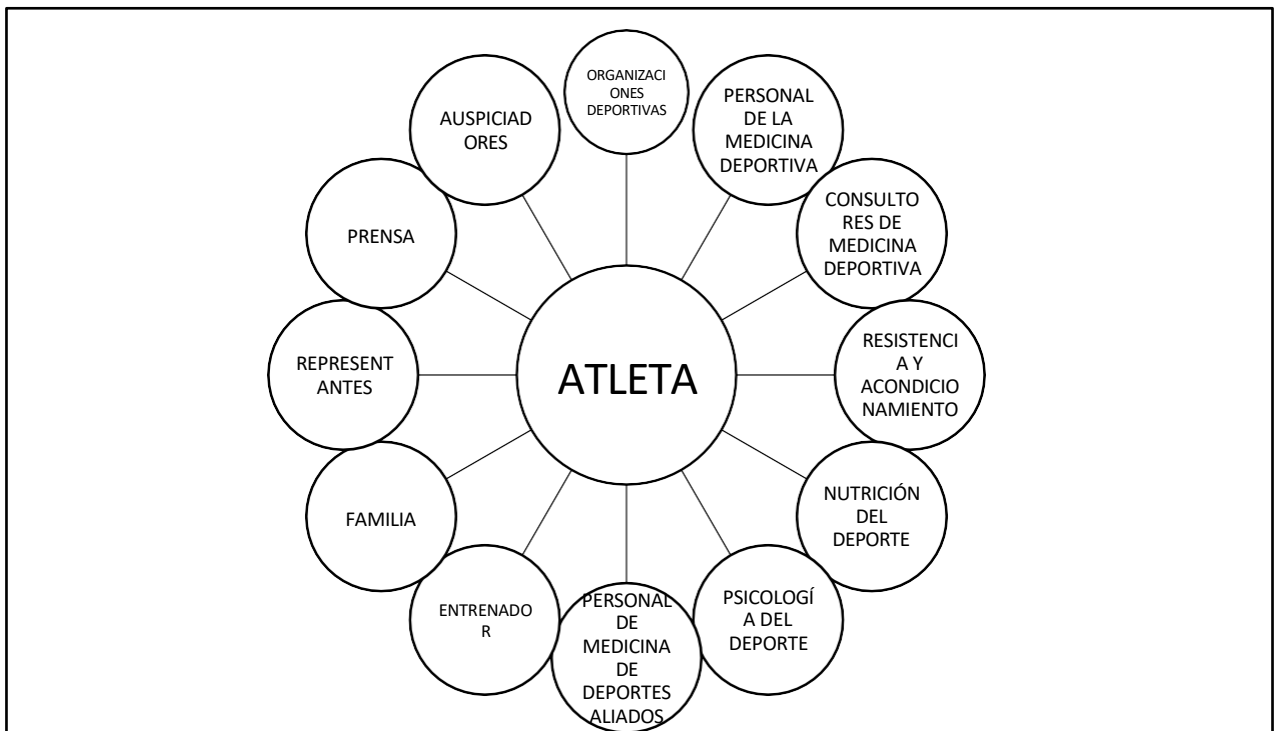 ORGANIZACI
ONES
DEPORTIVAS
PERSONAL
DE LA
MEDICINA
DEPORTIVA
CONSULTO
RES DE
MEDICINA
DEPORTIVA
RESISTENCI
A Y
ACONDICIO
NAMIENTO
NUTRICIÓN
DEL
DEPORTE
PSICOLOGÍ
A DEL
DEPORTE
PERSONAL
DE
MEDICINA
DE
DEPORTES
ALIADOS
ENTRENADO
R
FAMILIA
REPRESENT
ANTES
PRENSA
AUSPICIAD
ORES
ATLETA